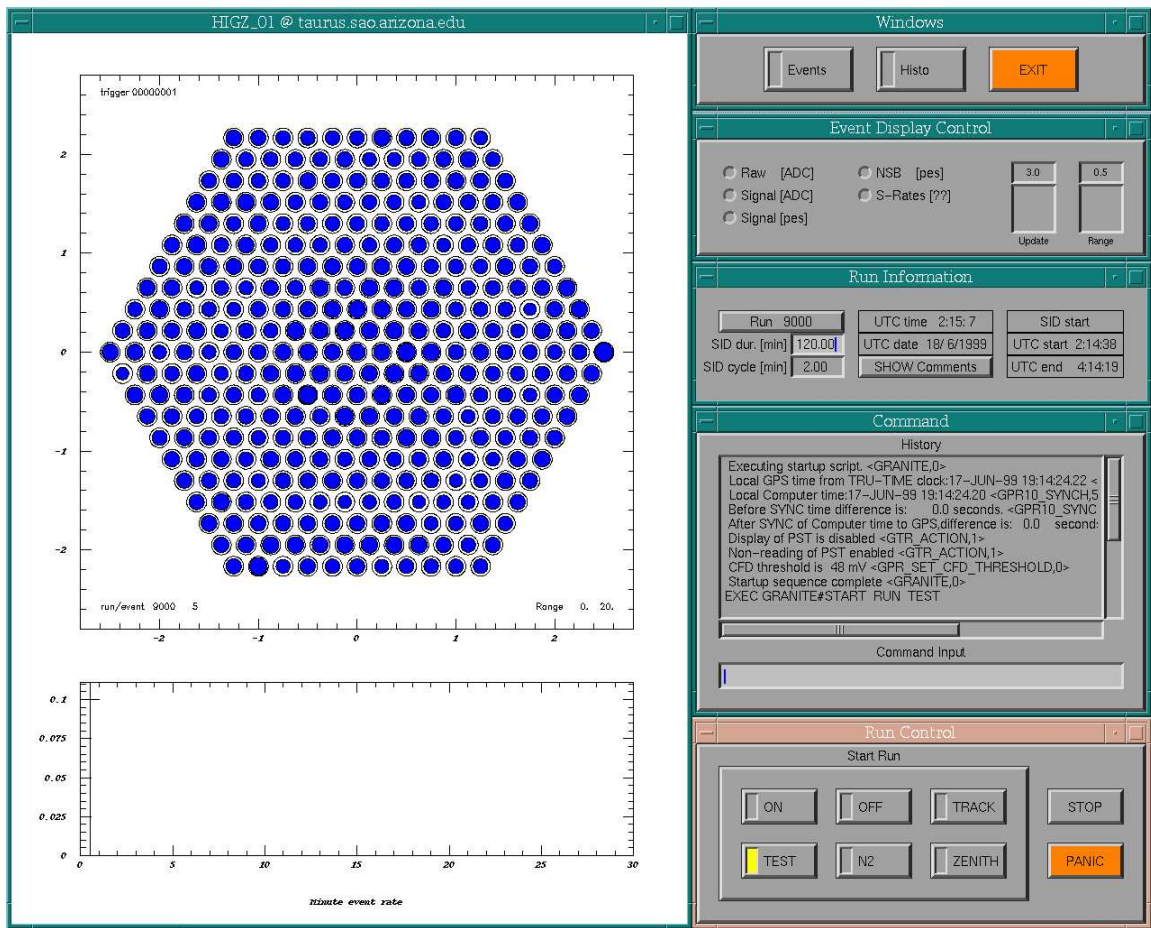 HIGZ_01 @ taurus.sao.arizona.edu
trigger 00000001
2
1
0
-1
-2
run/event 9000 5
Range 0. 20.
-2 -1 0 1 2
0.1
0.075
0.05
0.025
0
0 5 10 15 20 25 30
Minute event rate
Windows
Events Histo EXIT
Event Display Control
Raw [ADC] NSB [pes] 3.0 0.5
Signal [ADC] S-Rates [??]
Signal [pes]
Update Range
Run Information
Run 9000 UTC time 2:15: 7 SID start
SID dur. [min] 120.00 UTC date 18/ 6/1999 UTC start 2:14:38
SID cycle [min] 2.00 SHOW Comments UTC end 4:14:19
Command
History
Executing startup script. <GRANITE,0>
Local GPS time from TRU-TIME clock:17-JUN-99 19:14:24.22 <
Local Computer time:17-JUN-99 19:14:24.20 <GPR10_SYNCH,5
Before SYNC time difference is: 0.0 seconds. <GPR10_SYNC
After SYNC of Computer time to GPS,difference is: 0.0 second:
Display of PST is disabled <GTR_ACTION,1>
Non-reading of PST enabled <GTR_ACTION,1>
CFD threshold is 48 mV <GPR_SET_CFD_THRESHOLD,0>
Startup sequence complete <GRANITE,0>
EXEC GRANITE#START RUN TEST
Command Input
Run Control
Start Run
ON OFF TRACK STOP
TEST N2 ZENITH PANIC